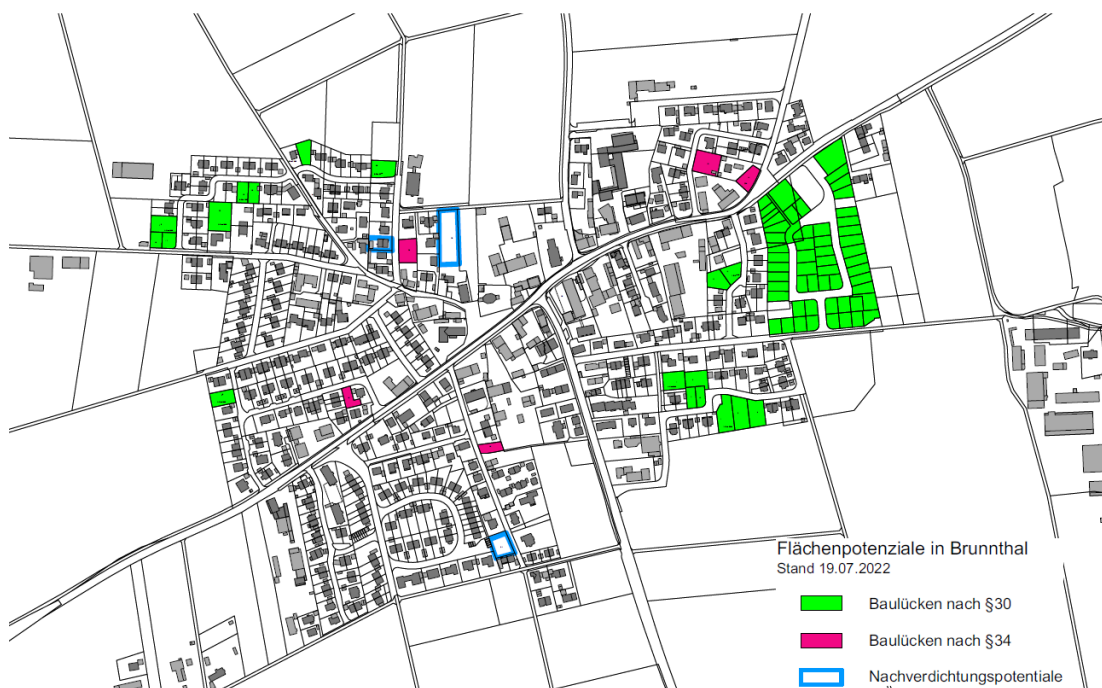 Flächenpotenziale in Brunnthal
Stand 19.07.2022
Baulücken nach §30
Baulücken nach §34
Nachverdichtungspotentiale